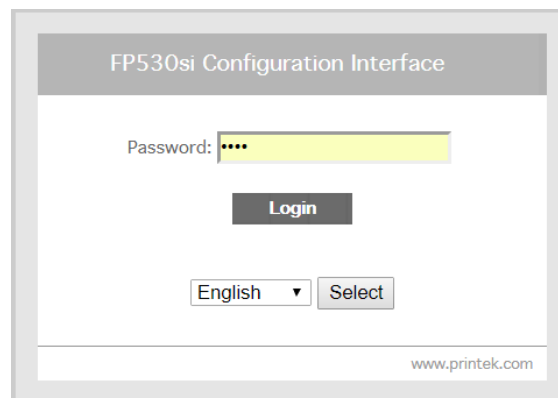 FP530si Configuration Interface
Password: ••••
Login
English ▼ Select
www.printek.com